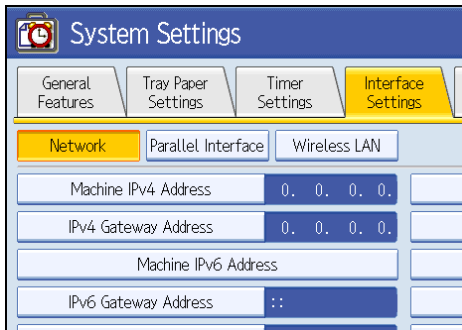 System Settings
General Features
Tray Paper Settings
Timer Settings
Interface Settings
Network
Parallel Interface
Wireless LAN
Machine IPv4 Address 0. 0. 0. 0.
IPv4 Gateway Address 0. 0. 0. 0.
Machine IPv6 Address
IPv6 Gateway Address ::